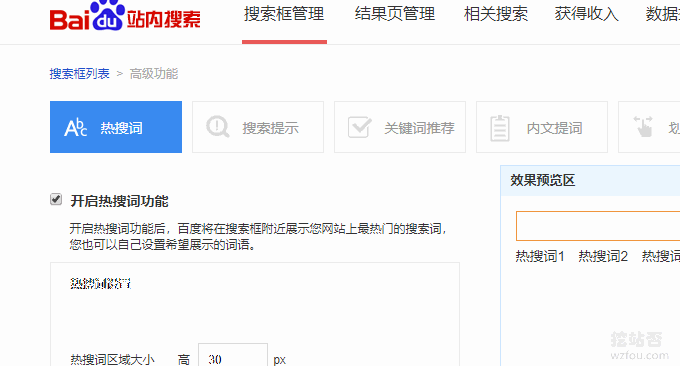 Bai du 站内搜索
搜索框管理 结果页管理 相关搜索 获得收入 数据
搜索框列表 > 高级功能
Abc 热搜词 搜索提示 关键词推荐 内文提词 划
效果预览区
开启热搜词功能
开启热搜词功能后，百度将在搜索框附近展示您网站上最热门的搜索词，
您也可以自己设置希望展示的词语。
热搜词1 热搜词2 热搜词
热搜词区域大小 高 30 px
挖站否
wzfou.com